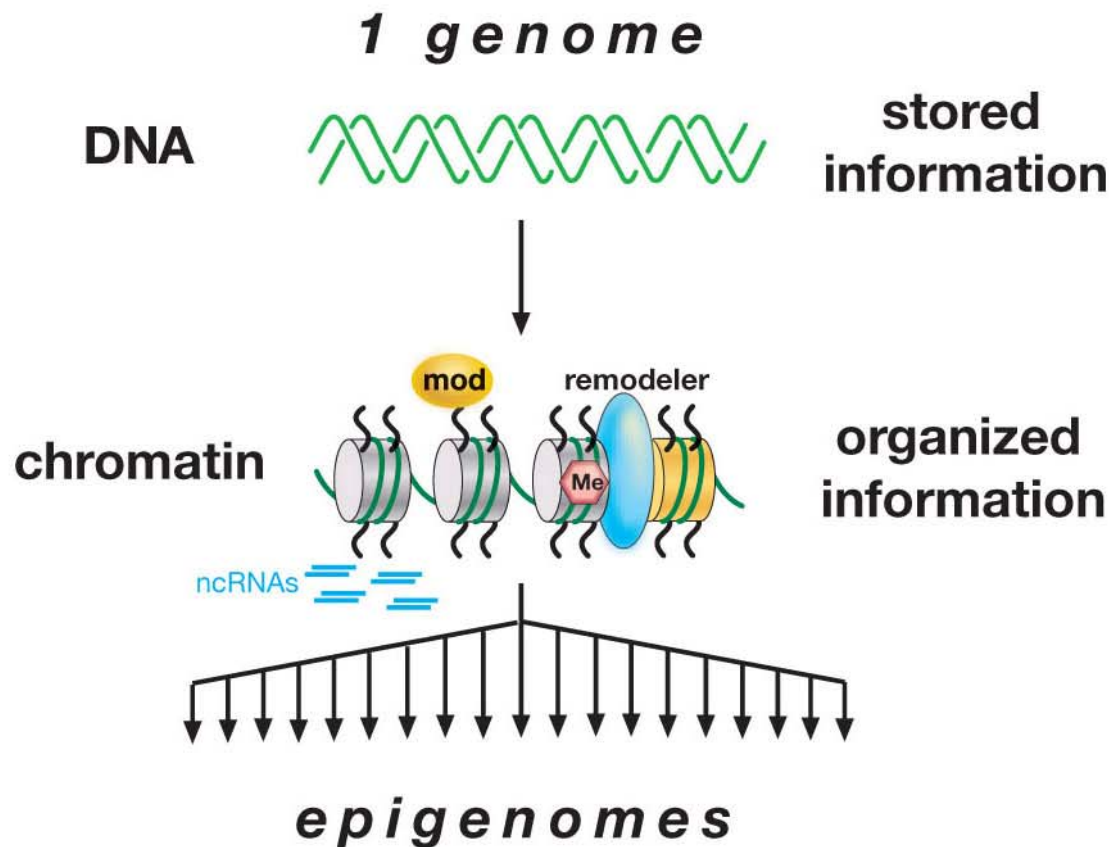 1 genome
DNA
stored
information
mod
remodeler
chromatin
Me
organized
information
ncRNAs
epigenomes